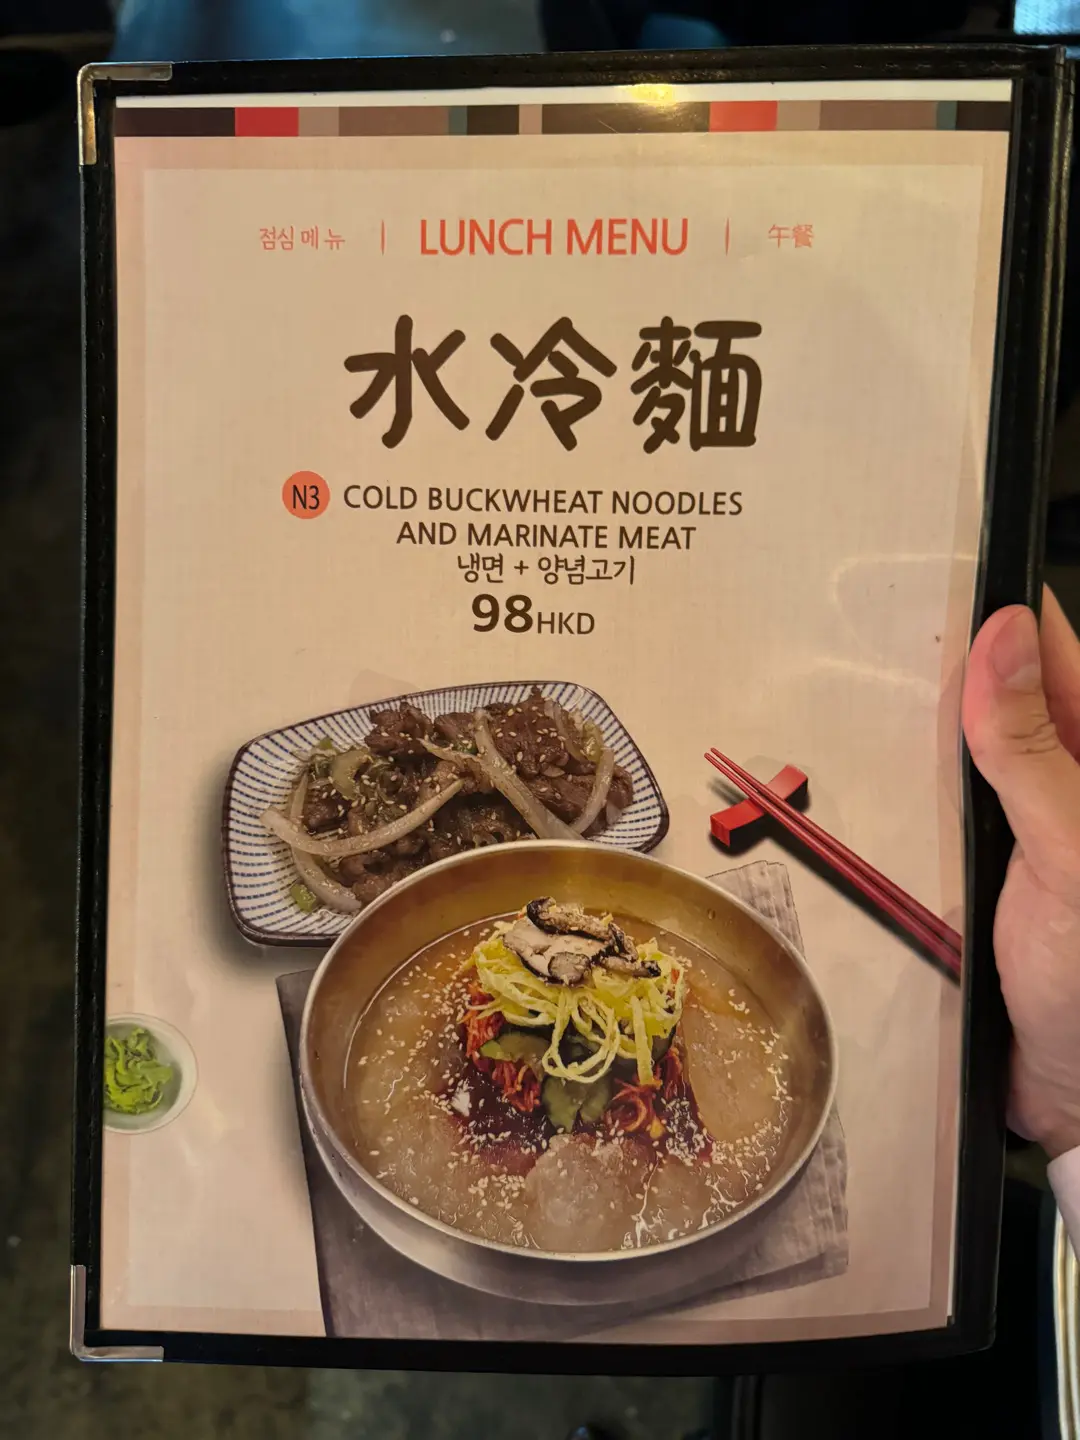 점심 메뉴 | LUNCH MENU | 午餐
水冷麵
N3 COLD BUCKWHEAT NOODLES
AND MARINATE MEAT
냉면 + 양념고기
98HKD